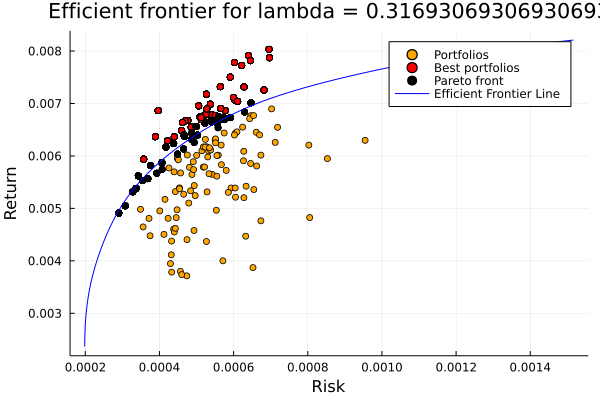 Efficient frontier for lambda = 0.3169306930693069
Portfolios
Best portfolios
Pareto front
Efficient Frontier Line
Return
0.008
0.007
0.006
0.005
0.004
0.003
0.0002 0.0004 0.0006 0.0008 0.0010 0.0012 0.0014
Risk